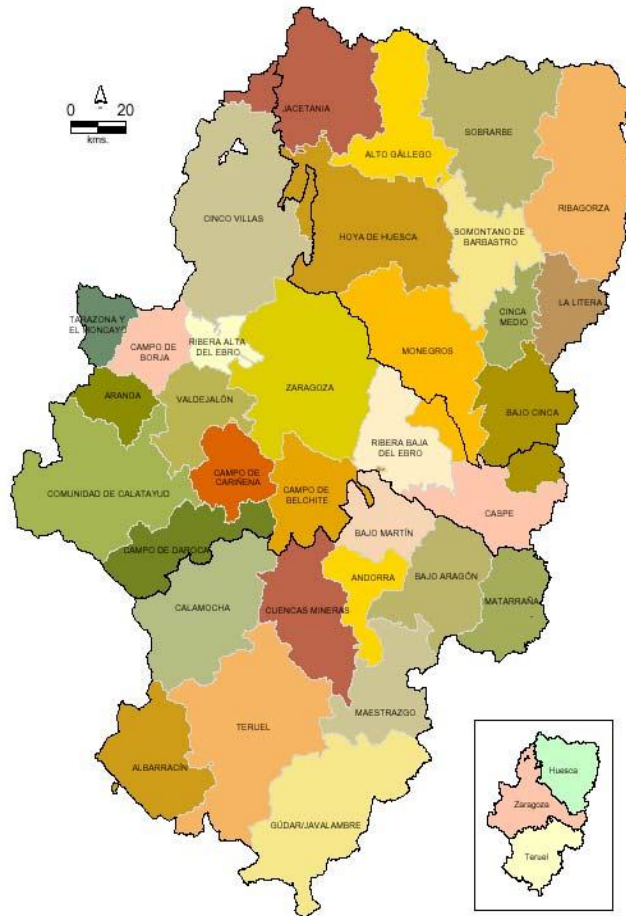 JACETANIA
0 20
kms.
SOBRARBE
ALTO GÁLLEGO
RIBAGORZA
CINCO VILLAS
HOYA DE HUESCA
SOMONTANO DE
BARBASTRO
LA LITERA
TARAZONA Y
EL MONCAYO
CINCA
MEDIO
RIBERA ALTA
DEL EBRO
CAMPO DE
BORJA
MONEGROS
ZARAGOZA
ARANDA
VALDEJALÓN
BAJO CINCA
RIBERA BAJA
DEL EBRO
CAMPO DE
CARIÑENA
COMUNIDAD DE CALATAYUD
CAMPO DE
BELCHITE
CASPE
BAJO MARTÍN
CAMPO DE DAROCA
ANDORRA
BAJO ARAGÓN
CALAMOCHA
MATARRAÑA
CUENCAS MINERAS
MAESTRAZGO
TERUEL
ALBARRACÍN
GÚDAR/JAVALAMBRE
Huesca
Zaragoza
Teruel